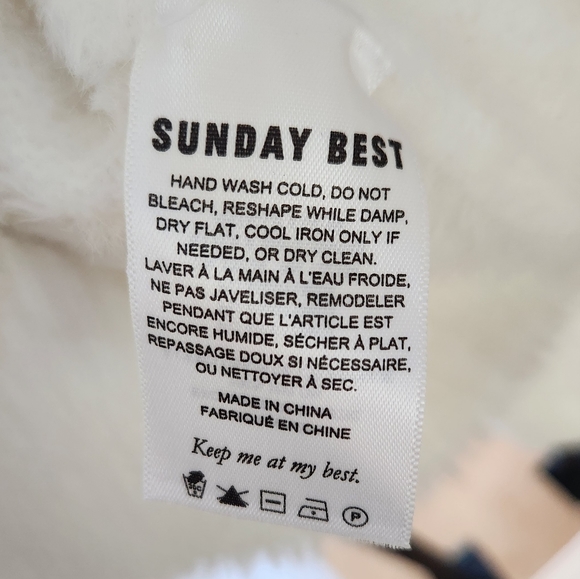 SUNDAY BEST
HAND WASH COLD, DO NOT
BLEACH, RESHAPE WHILE DAMP,
DRY FLAT, COOL IRON ONLY IF
NEEDED, OR DRY CLEAN.
LAVER À LA MAIN À L'EAU FROIDE,
NE PAS JAVELISER, REMODELER
PENDANT QUE L'ARTICLE EST
ENCORE HUMIDE, SÉCHER À PLAT,
REPASSAGE DOUX SI NÉCESSAIRE,
OU NETTOYER À SEC.
MADE IN CHINA
FABRIQUÉ EN CHINE
Keep me at my best.
P